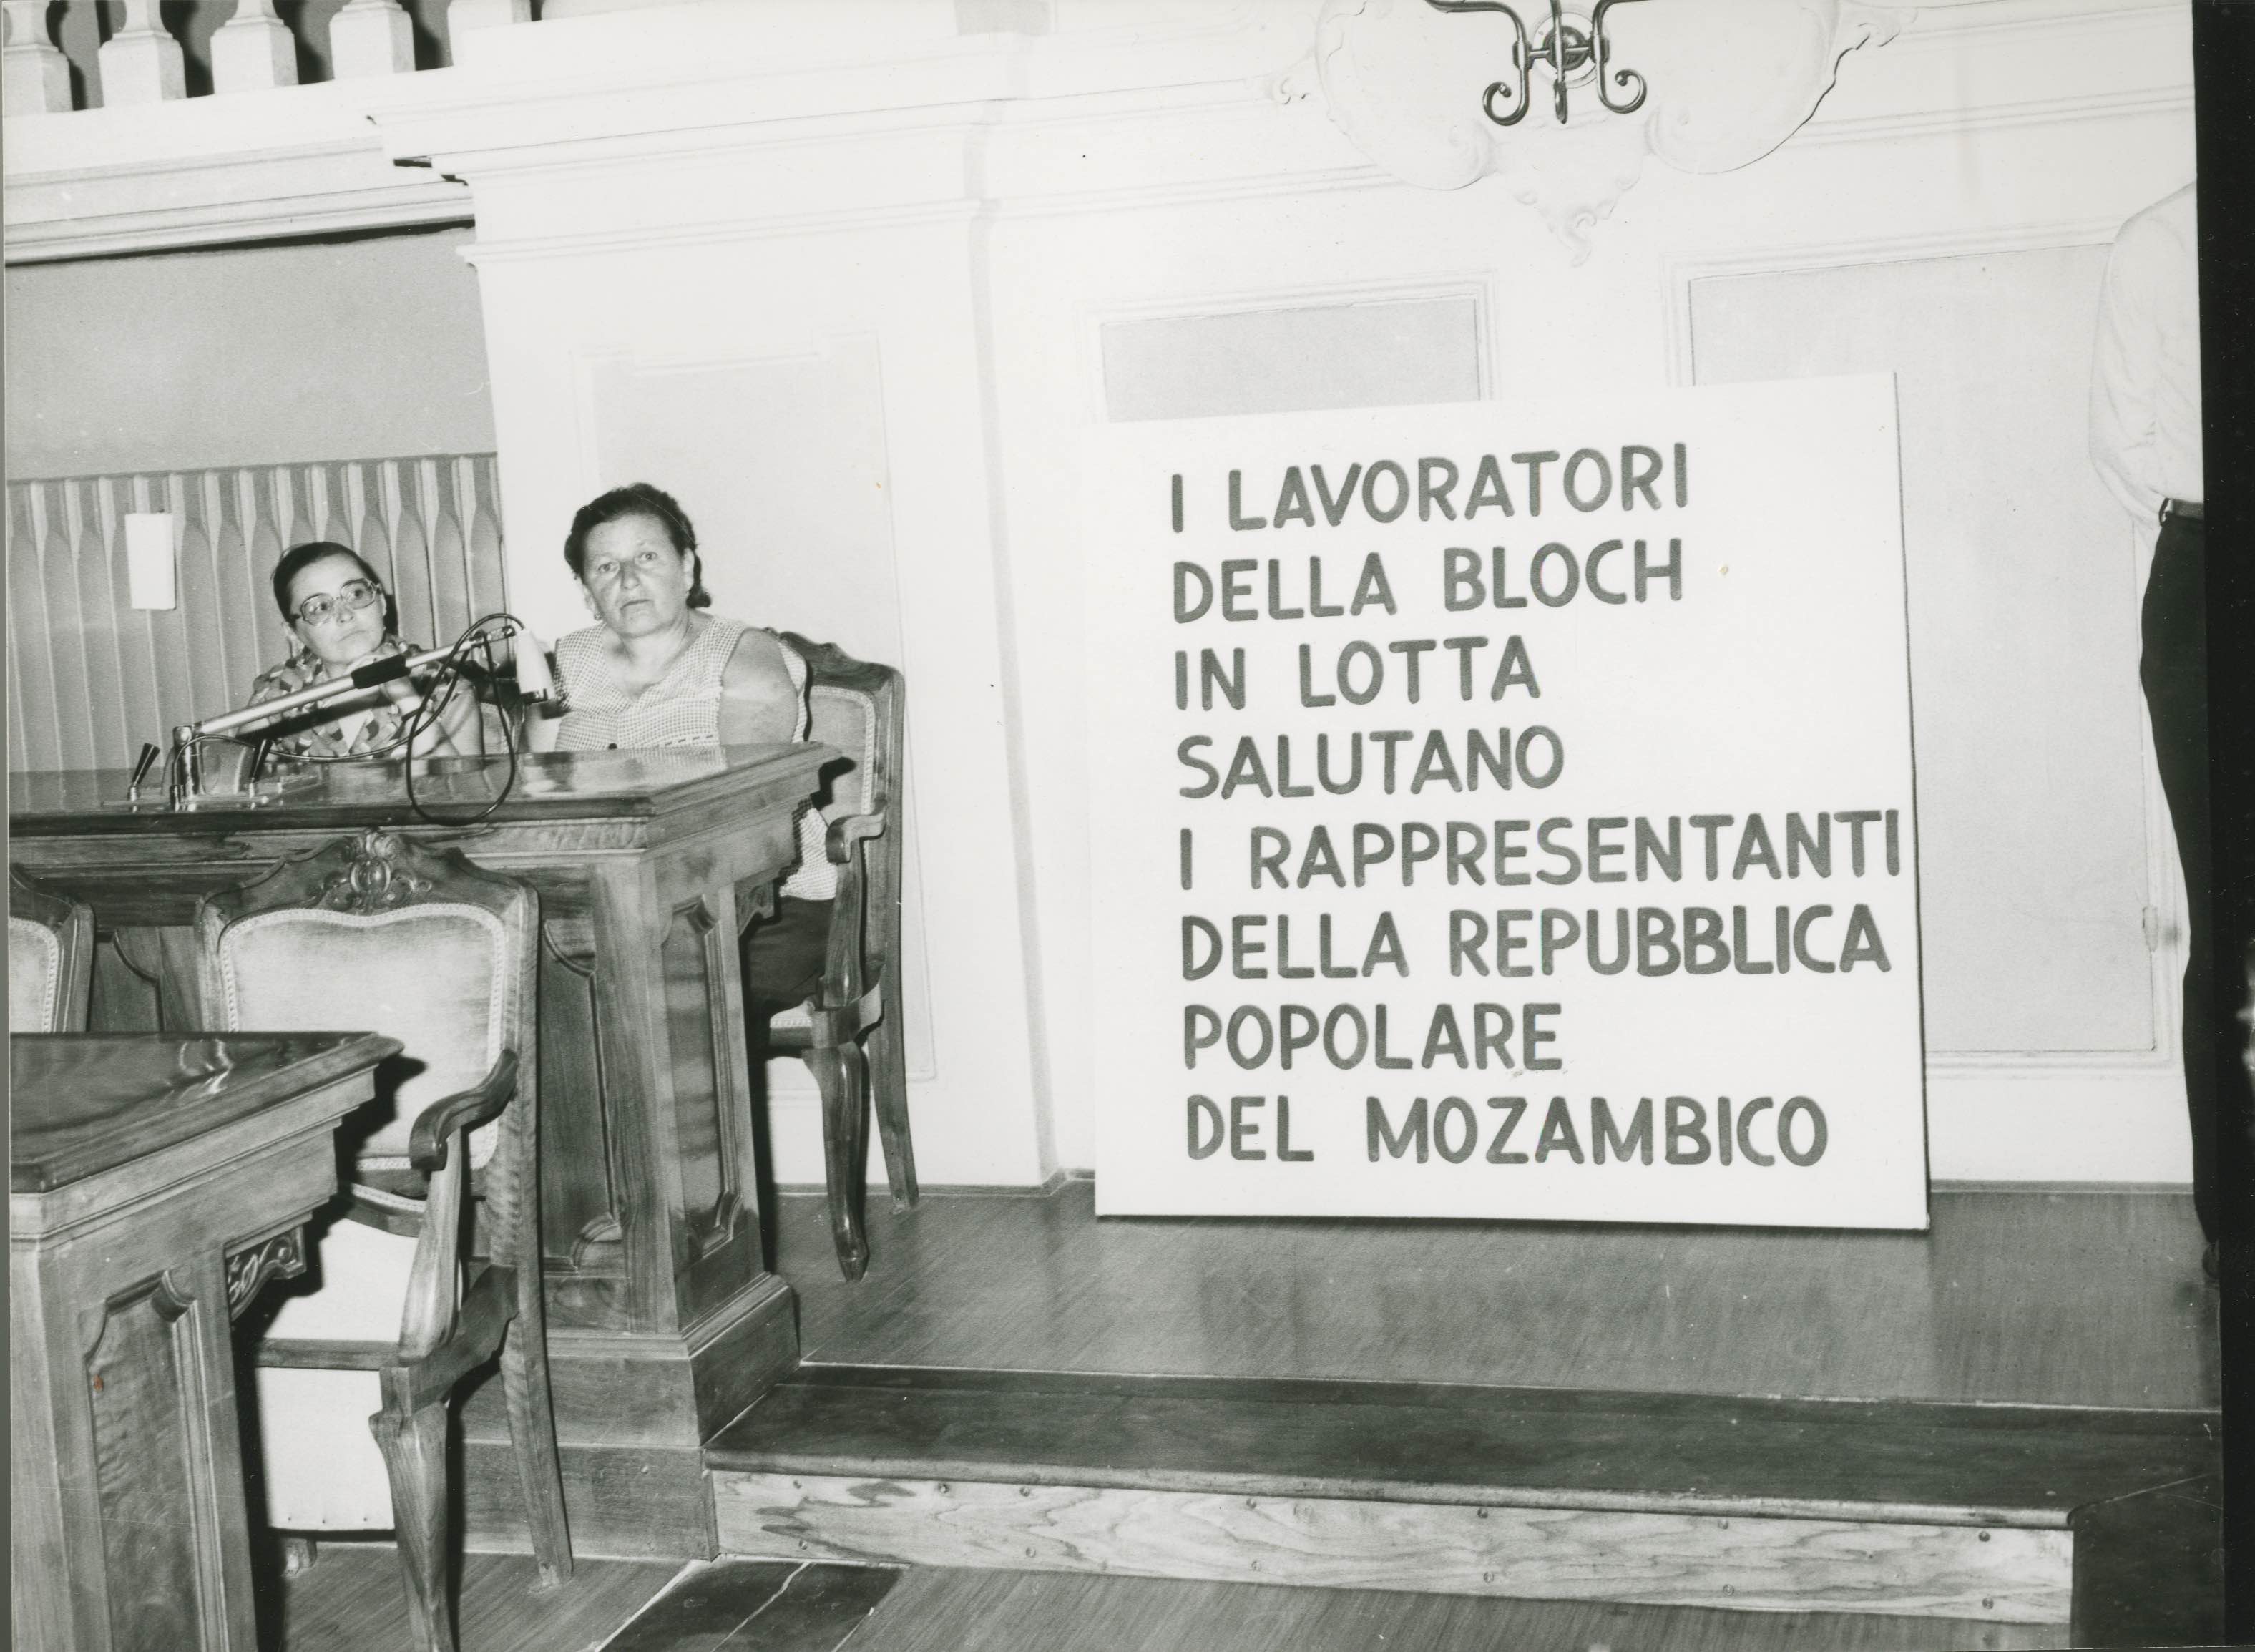 I LAVORATORI
DELLA BLOCH
IN LOTTA
SALUTANO
I RAPPRESENTANTI
DELLA REPUBBLICA
POPOLARE
DEL MOZAMBICO